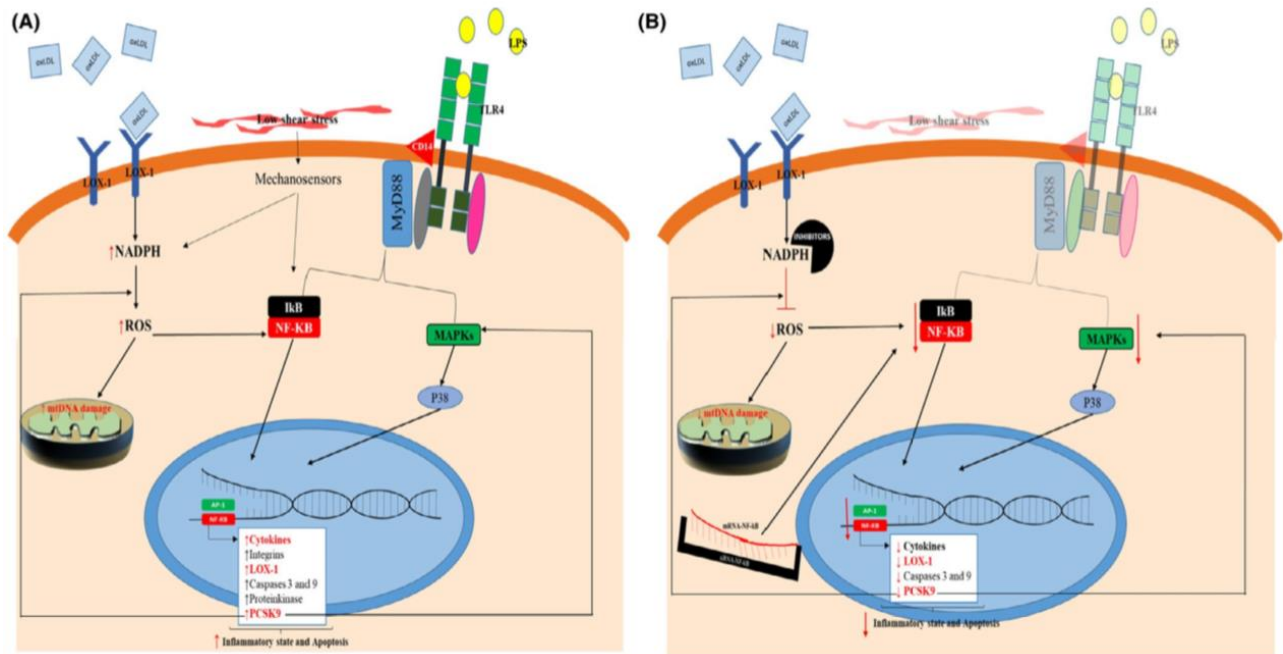 (A)
oxLDL
oxLDL
oxLDL
oxLDL
LPS
TLR4
Low shear stress
CD14
LOX-1
LOX-1
Mechanosensors
MyD88
↑NADPH
IkB
↑ROS
NF-KB
MAPKs
P38
↑ mtDNA damage
AP-1
NF-KB
↑Cytokines
↑Integrins
↑LOX-1
↑Caspases 3 and 9
↑Proteinkinase
↑PCSK9
↑ Inflammatory state and Apoptosis
(B)
oxLDL
oxLDL
oxLDL
oxLDL
LPS
TLR4
Low shear stress
LOX-1
LOX-1
MyD88
INHIBITORS
NADPH
IkB
↓ROS
NF-KB
MAPKs
P38
↓ mtDNA damage
mRNA-NF-kB
siRNA/NF-kB
AP-1
NF-KB
↓ Cytokines
↓ LOX-1
↓ Caspases 3 and 9
↓ PCSK9
↓ Inflammatory state and Apoptosis